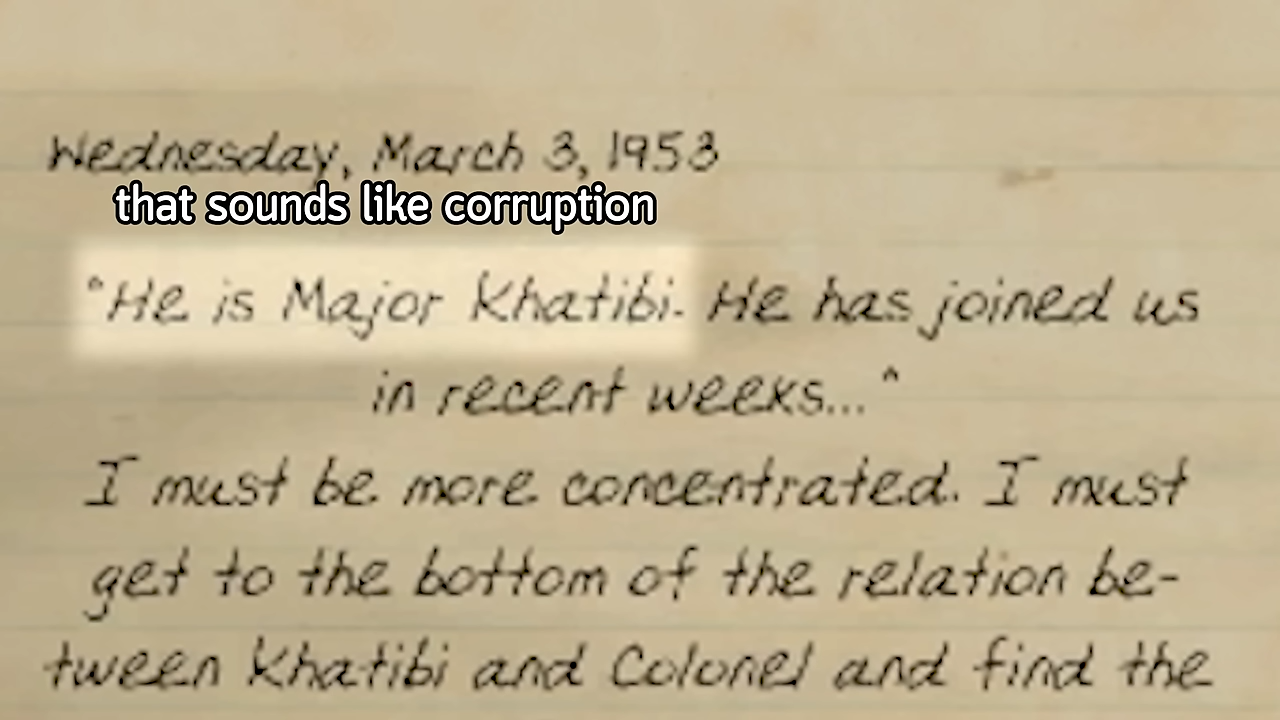 Wednesday, March 3, 1953
that sounds like corruption
"He is Major Khatibi. He has joined us
in recent weeks..."
I must be more concentrated. I must
get to the bottom of the relation be-
tween Khatibi and Colonel and find the